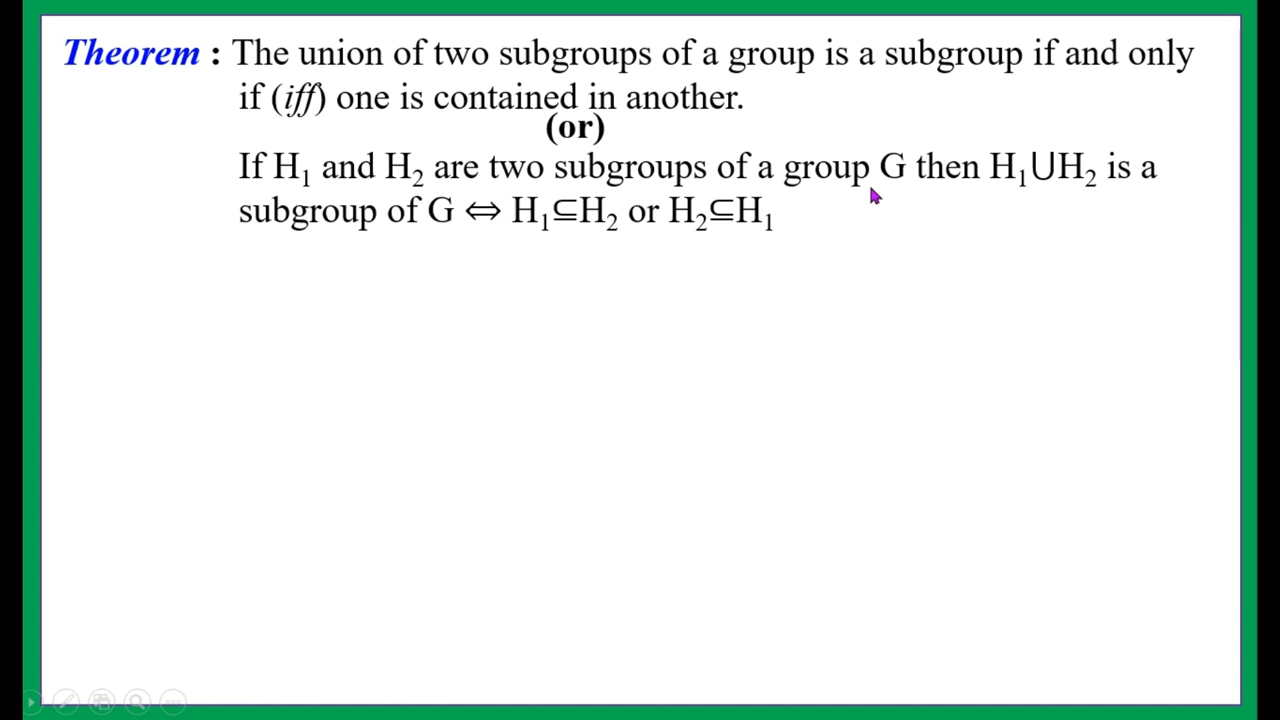 Theorem : The union of two subgroups of a group is a subgroup if and only
if (iff) one is contained in another.
(or)
If H₁ and H₂ are two subgroups of a group G then H₁⋃H₂ is a
subgroup of G ⇔ H₁⊆H₂ or H₂⊆H₁